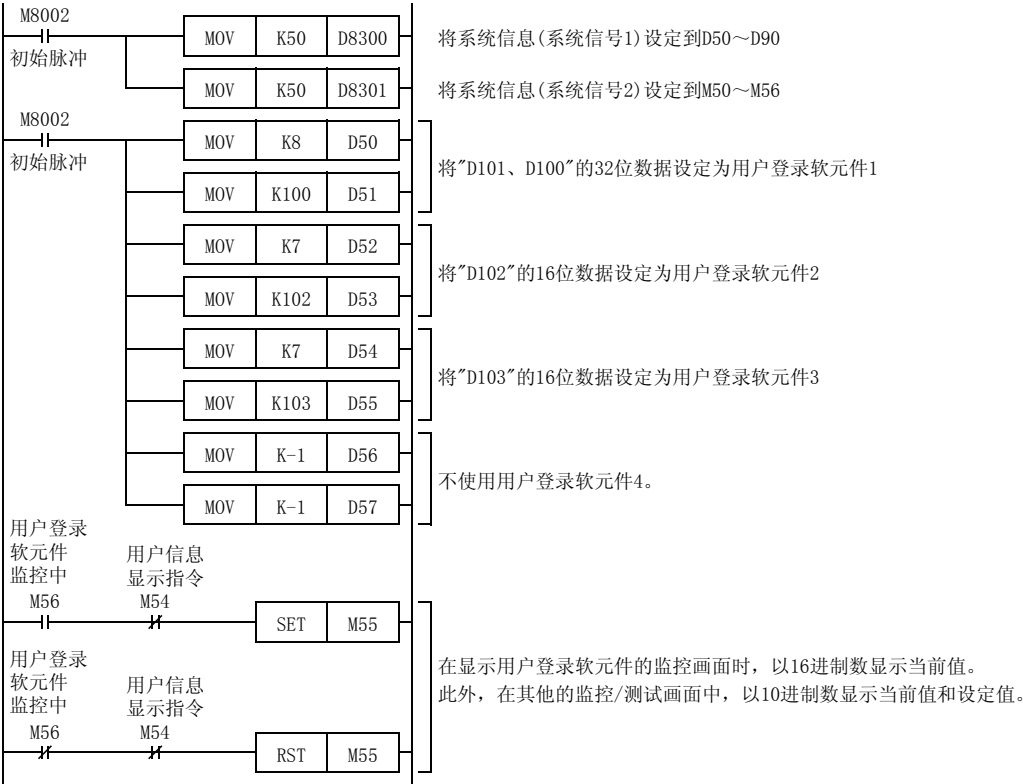 M8002
MOV K50 D8300
将系统信息(系统信号1)设定到D50～D90
初始脉冲
MOV K50 D8301
将系统信息(系统信号2)设定到M50～M56
M8002
MOV K8 D50
初始脉冲
将"D101、D100"的32位数据设定为用户登录软元件1
MOV K100 D51
MOV K7 D52
将"D102"的16位数据设定为用户登录软元件2
MOV K102 D53
MOV K7 D54
将"D103"的16位数据设定为用户登录软元件3
MOV K103 D55
MOV K-1 D56
不使用用户登录软元件4。
MOV K-1 D57
用户登录
软元件
监控中
用户信息
显示指令
M56 M54
SET M55
用户登录
软元件
监控中
用户信息
显示指令
在显示用户登录软元件的监控画面时，以16进制数显示当前值。
此外，在其他的监控/测试画面中，以10进制数显示当前值和设定值。
M56 M54
RST M55